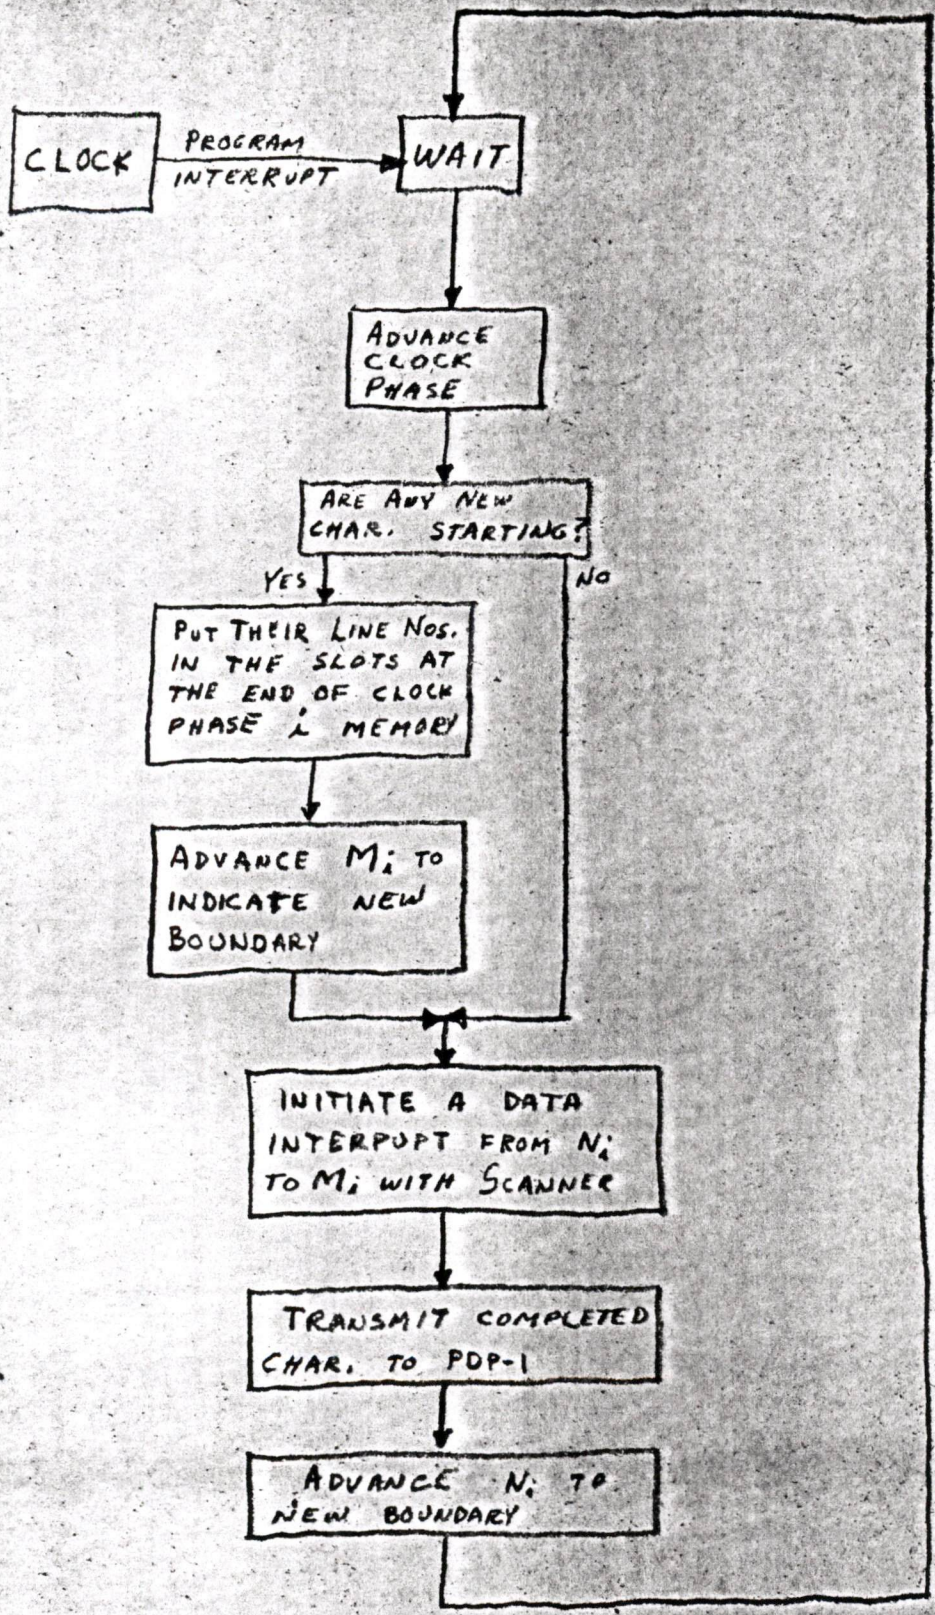 CLOCK
PROGRAM
INTERRUPT
WAIT
ADVANCE
CLOCK
PHASE
ARE ANY NEW
CHAR. STARTING?
YES
NO
PUT THEIR LINE NOS.
IN THE SLOTS AT
THE END OF CLOCK
PHASE i MEMORY
ADVANCE Mi TO
INDICATE NEW
BOUNDARY
INITIATE A DATA
INTERPUPT FROM Ni
TO Mi WITH SCANNER
TRANSMIT COMPLETED
CHAR. TO PDP-1
ADVANCE Ni TO
NEW BOUNDARY